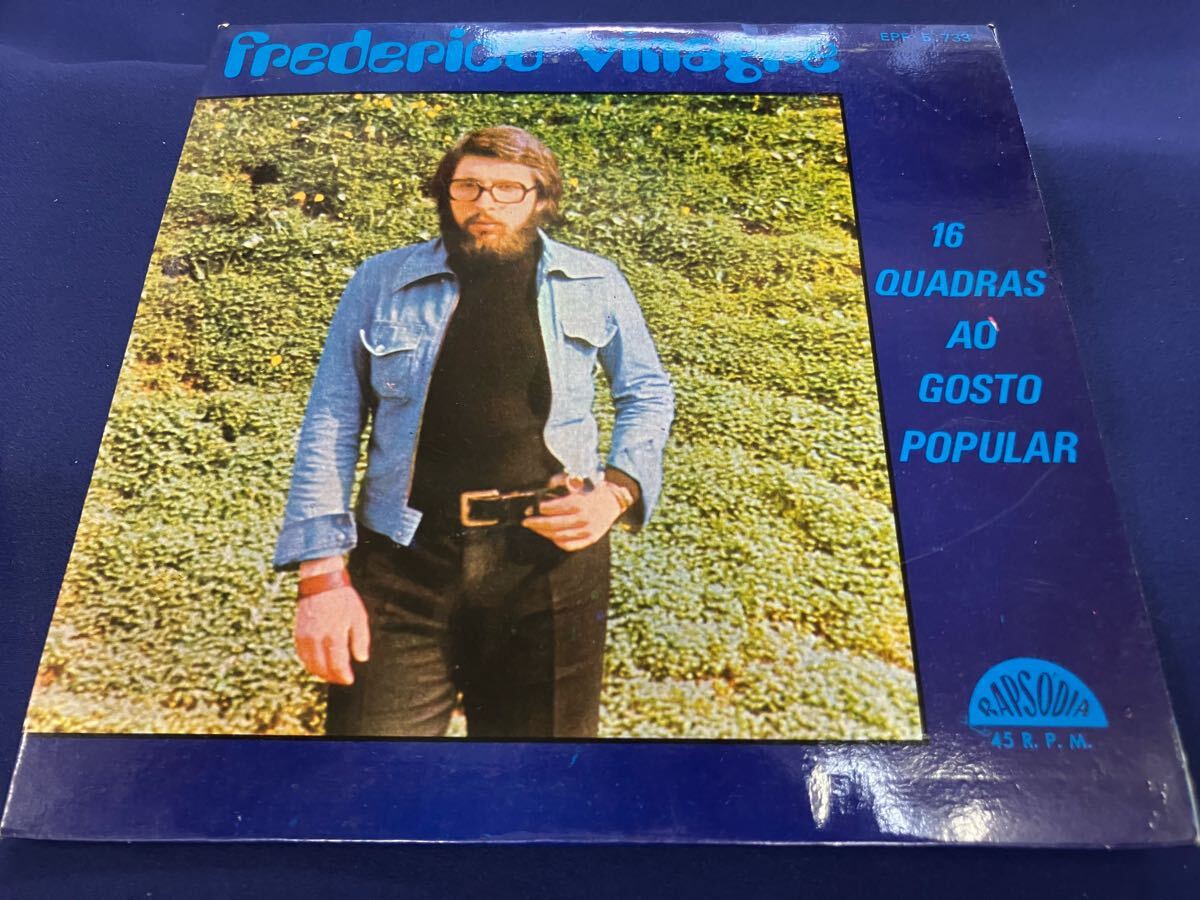 frederico vinagre
EPF 5.733
16
QUADRAS
AO
GOSTO
POPULAR
RAPSÓDIA
45 R. P. M.